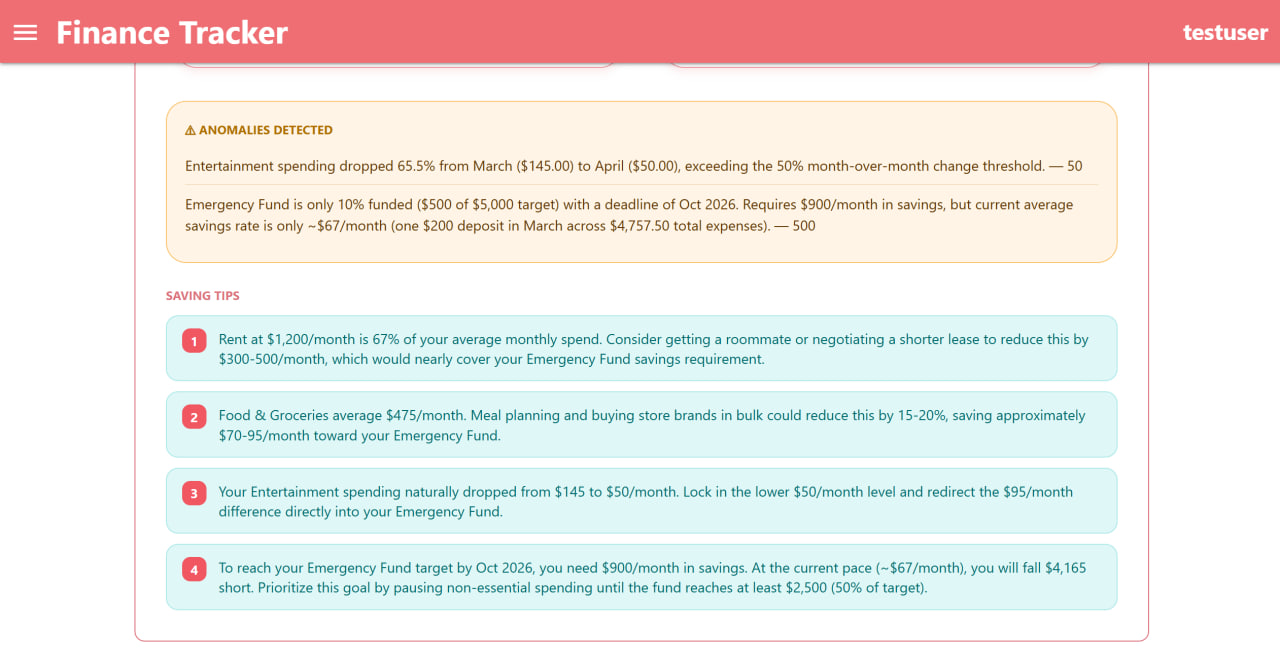 Finance Tracker
testuser
⚠ ANOMALIES DETECTED
Entertainment spending dropped 65.5% from March ($145.00) to April ($50.00), exceeding the 50% month-over-month change threshold. — 50
Emergency Fund is only 10% funded ($500 of $5,000 target) with a deadline of Oct 2026. Requires $900/month in savings, but current average
savings rate is only ~$67/month (one $200 deposit in March across $4,757.50 total expenses). — 500
SAVING TIPS
1
Rent at $1,200/month is 67% of your average monthly spend. Consider getting a roommate or negotiating a shorter lease to reduce this by
$300-500/month, which would nearly cover your Emergency Fund savings requirement.
2
Food & Groceries average $475/month. Meal planning and buying store brands in bulk could reduce this by 15-20%, saving approximately
$70-95/month toward your Emergency Fund.
3
Your Entertainment spending naturally dropped from $145 to $50/month. Lock in the lower $50/month level and redirect the $95/month
difference directly into your Emergency Fund.
4
To reach your Emergency Fund target by Oct 2026, you need $900/month in savings. At the current pace (~$67/month), you will fall $4,165
short. Prioritize this goal by pausing non-essential spending until the fund reaches at least $2,500 (50% of target).